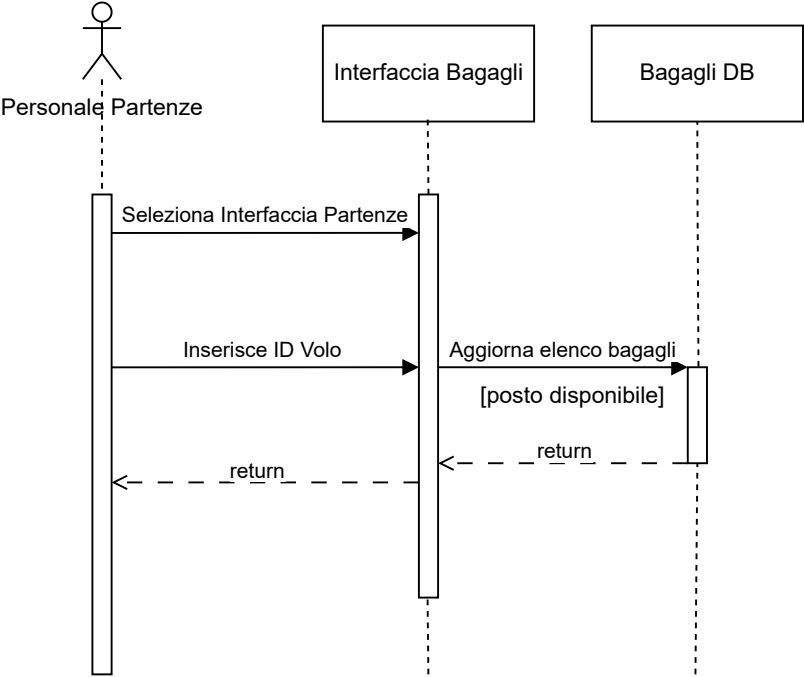 Interfaccia Bagagli
Bagagli DB
Personale Partenze
Seleziona Interfaccia Partenze
Inserisce ID Volo
Aggiorna elenco bagagli
[posto disponibile]
return
return